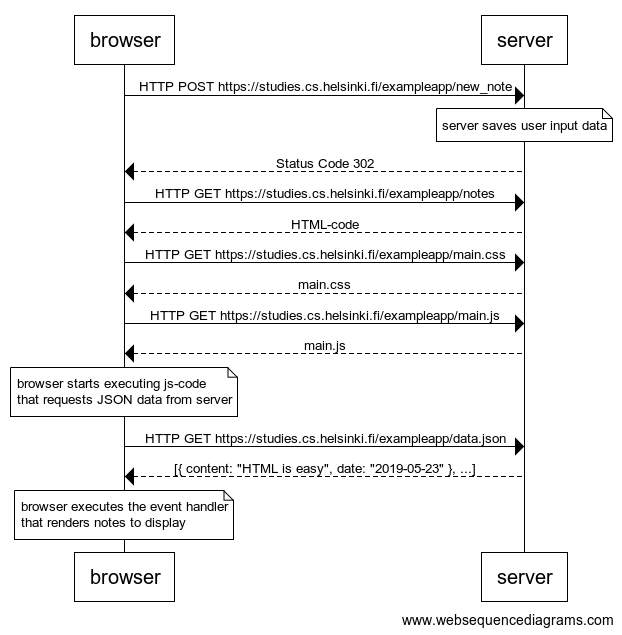 browser
server
HTTP POST https://studies.cs.helsinki.fi/exampleapp/new_note
server saves user input data
Status Code 302
HTTP GET https://studies.cs.helsinki.fi/exampleapp/notes
HTML-code
HTTP GET https://studies.cs.helsinki.fi/exampleapp/main.css
main.css
HTTP GET https://studies.cs.helsinki.fi/exampleapp/main.js
main.js
browser starts executing js-code
that requests JSON data from server
HTTP GET https://studies.cs.helsinki.fi/exampleapp/data.json
[{ content: "HTML is easy", date: "2019-05-23" }, ...]
browser executes the event handler
that renders notes to display
browser
server
www.websequencediagrams.com